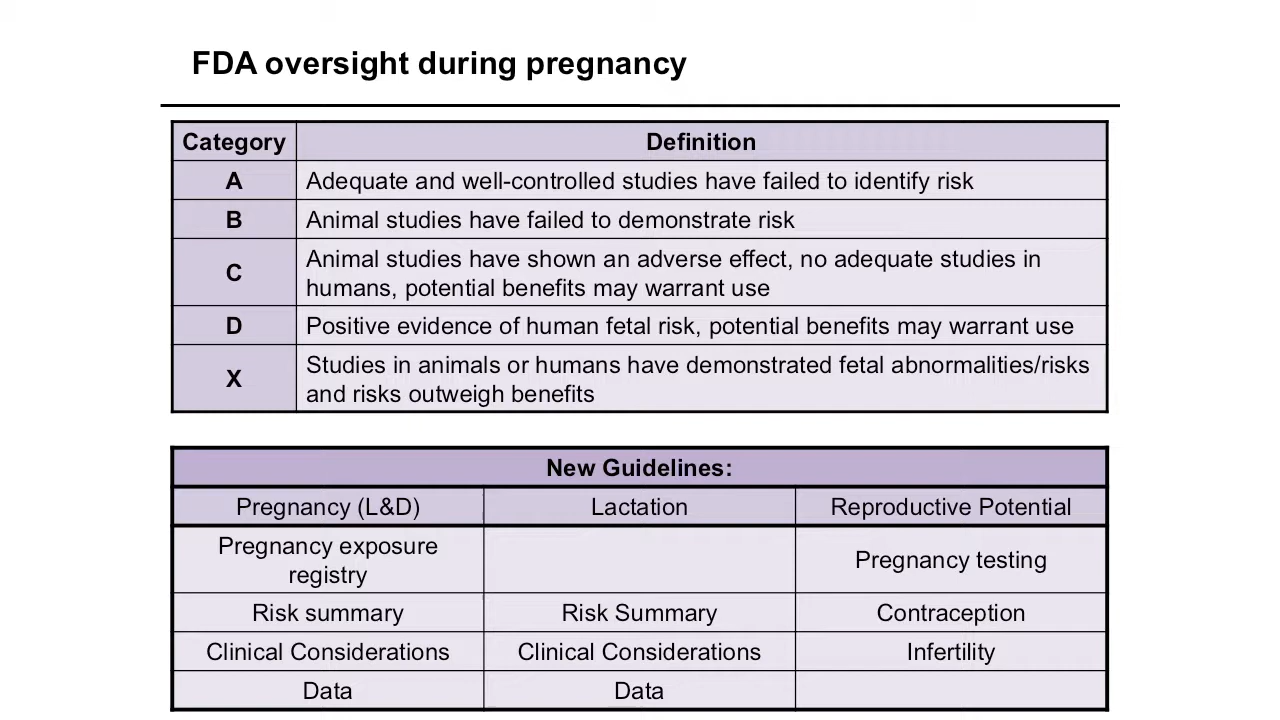 FDA oversight during pregnancy
Category Definition
A Adequate and well-controlled studies have failed to identify risk
B Animal studies have failed to demonstrate risk
C Animal studies have shown an adverse effect, no adequate studies in
humans, potential benefits may warrant use
D Positive evidence of human fetal risk, potential benefits may warrant use
X Studies in animals or humans have demonstrated fetal abnormalities/risks
and risks outweigh benefits
New Guidelines:
Pregnancy (L&D) Lactation Reproductive Potential
Pregnancy exposure
registry Pregnancy testing
Risk summary Risk Summary Contraception
Clinical Considerations Clinical Considerations Infertility
Data Data